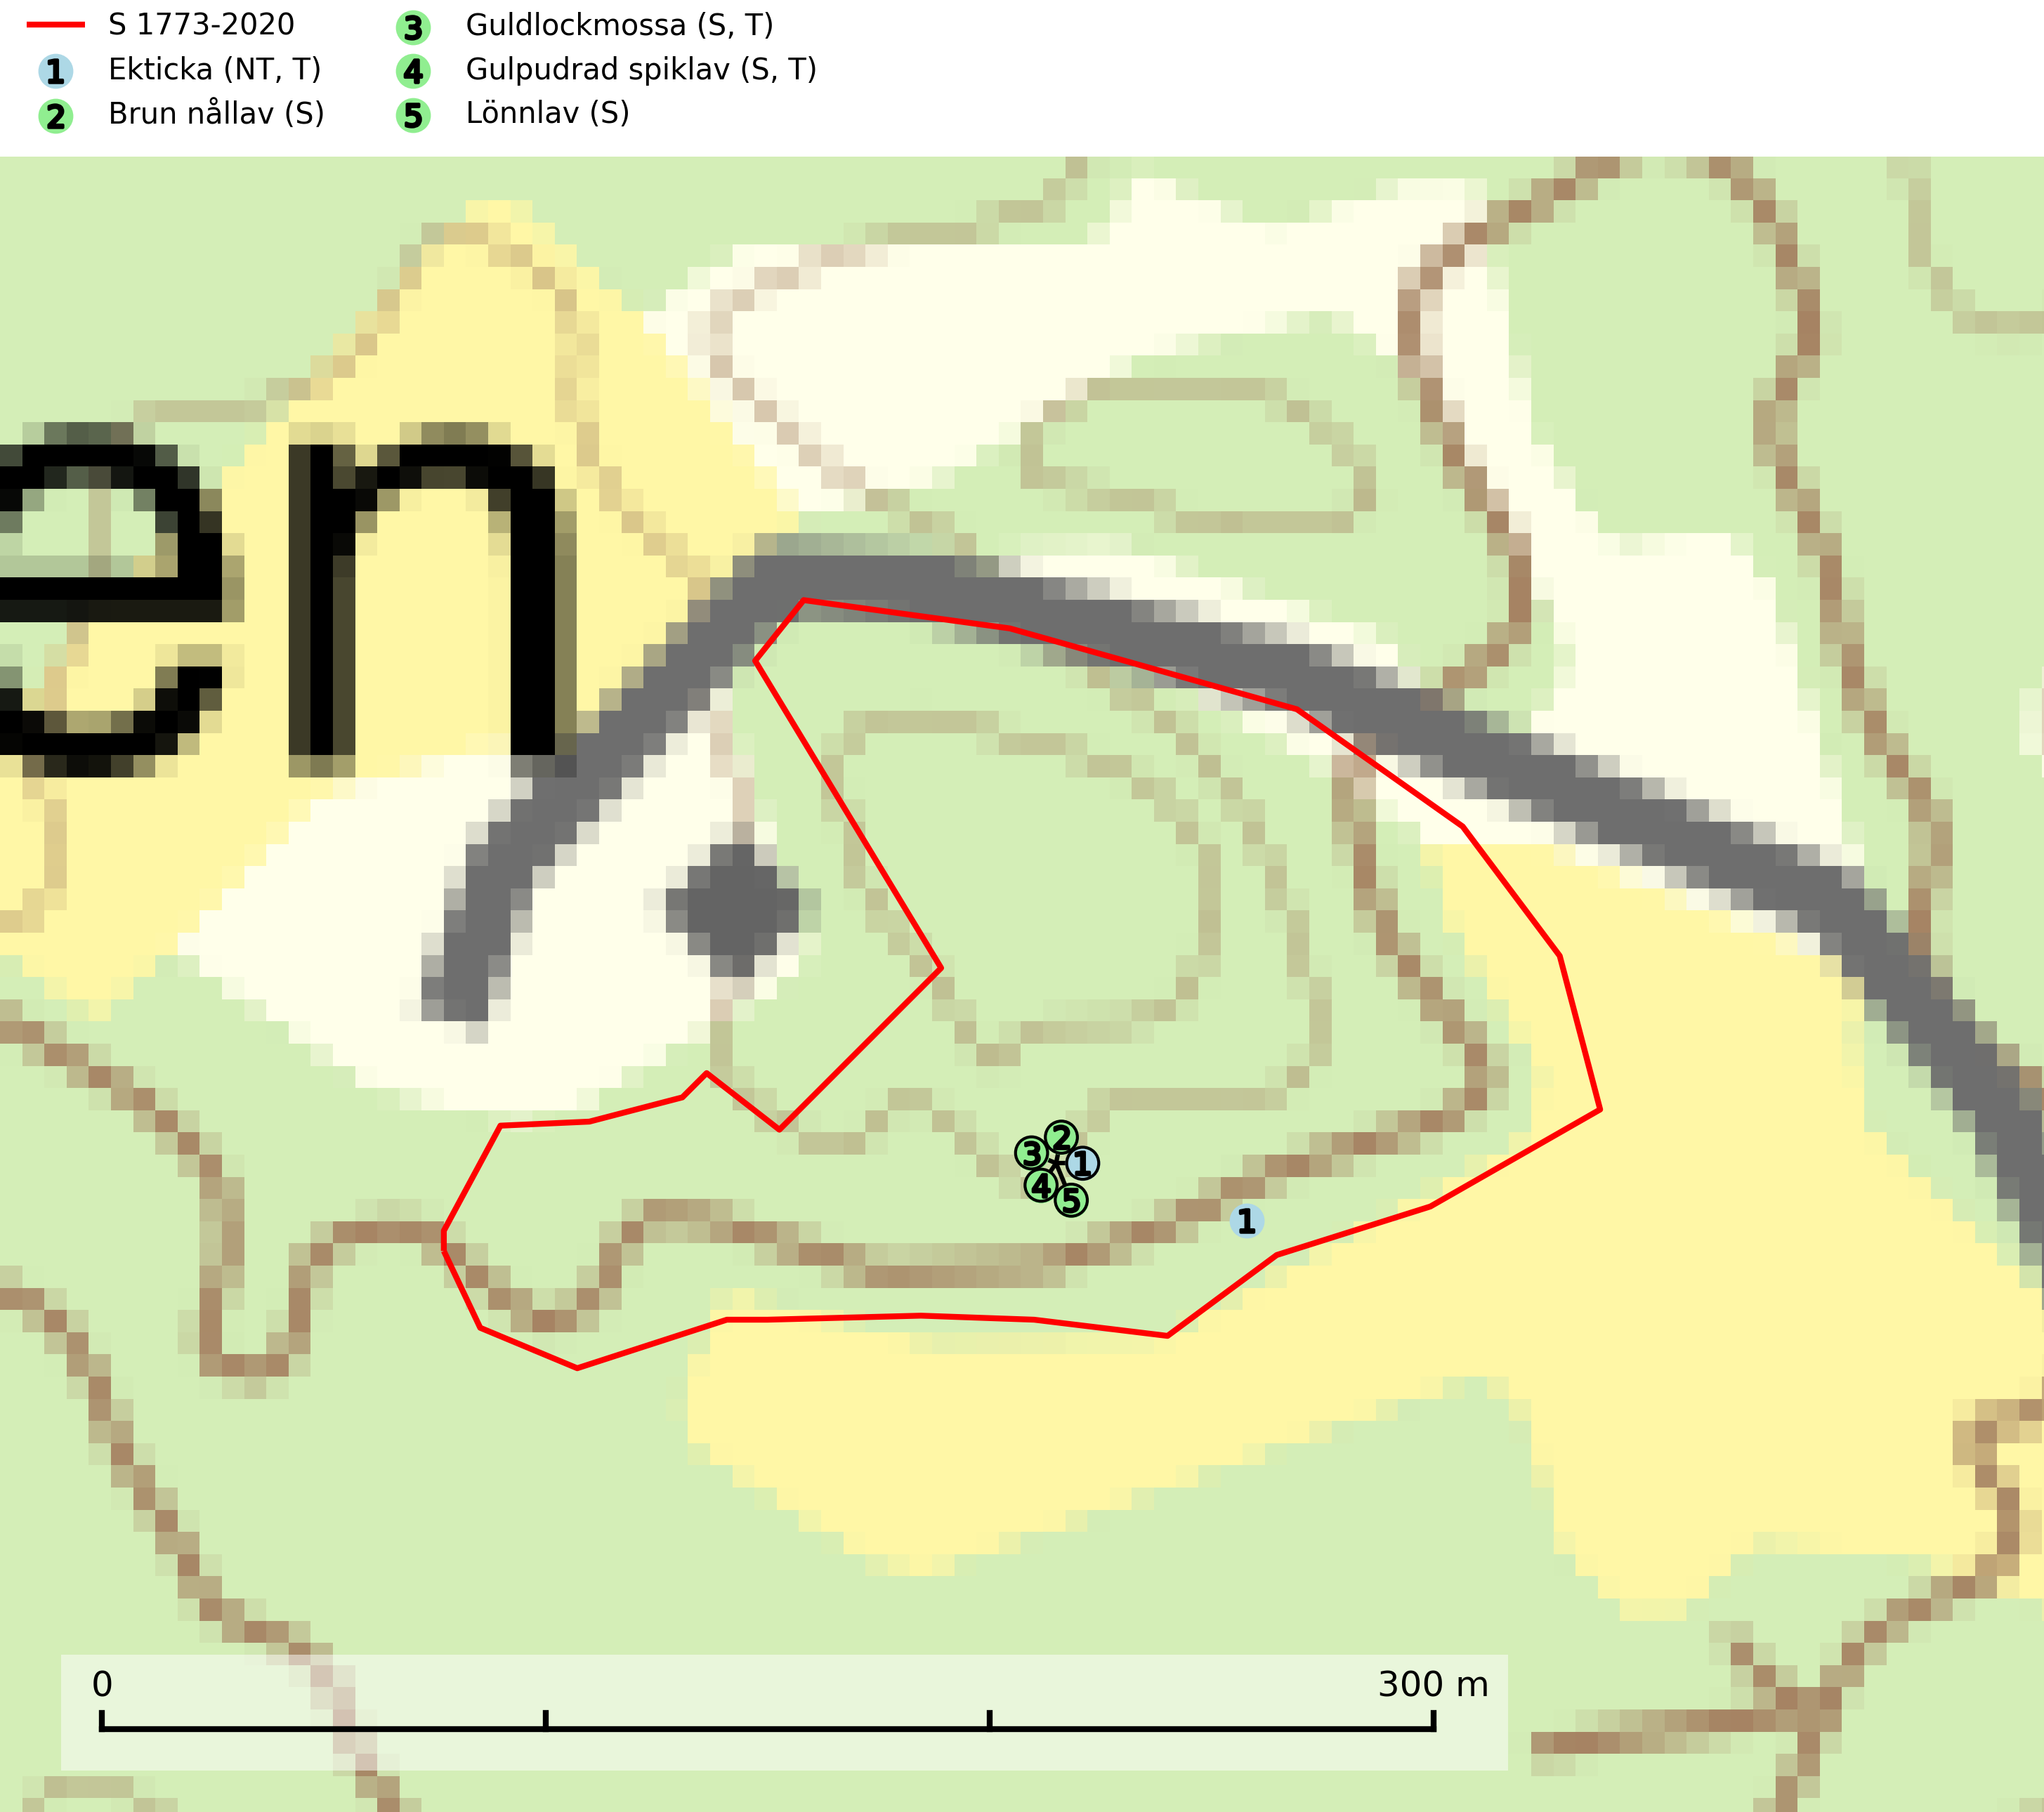 S 1773-2020
1 Ekticka (NT, T)
2 Brun nållav (S)
3 Guldlockmossa (S, T)
4 Gulpudrad spiklav (S, T)
5 Lönnlav (S)
en
2
3 1
4
5
1
0 300 m